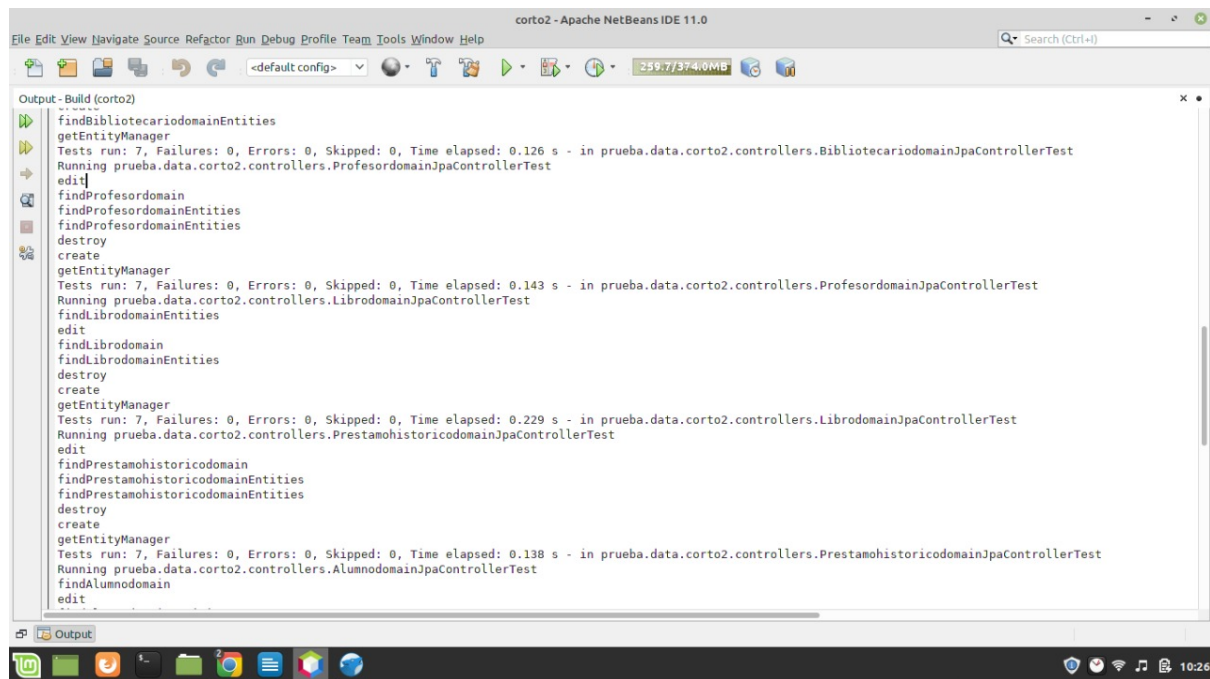 corto2 - Apache NetBeans IDE 11.0
File Edit View Navigate Source Refactor Run Debug Profile Team Tools Window Help
Search (Ctrl+I)
<default config>
259.7/374.0MB
Output - Build (corto2)
create
findBibliotecariodomainEntities
getEntityManager
Tests run: 7, Failures: 0, Errors: 0, Skipped: 0, Time elapsed: 0.126 s - in prueba.data.corto2.controllers.BibliotecariodomainJpaControllerTest
Running prueba.data.corto2.controllers.ProfesordomainJpaControllerTest
edit
findProfesordomain
findProfesordomainEntities
findProfesordomainEntities
destroy
create
getEntityManager
Tests run: 7, Failures: 0, Errors: 0, Skipped: 0, Time elapsed: 0.143 s - in prueba.data.corto2.controllers.ProfesordomainJpaControllerTest
Running prueba.data.corto2.controllers.LibrodomainJpaControllerTest
findLibrodomainEntities
edit
findLibrodomain
findLibrodomainEntities
destroy
create
getEntityManager
Tests run: 7, Failures: 0, Errors: 0, Skipped: 0, Time elapsed: 0.229 s - in prueba.data.corto2.controllers.LibrodomainJpaControllerTest
Running prueba.data.corto2.controllers.PrestamohistoricodomainJpaControllerTest
edit
findPrestamohistoricodomain
findPrestamohistoricodomainEntities
findPrestamohistoricodomainEntities
destroy
create
getEntityManager
Tests run: 7, Failures: 0, Errors: 0, Skipped: 0, Time elapsed: 0.138 s - in prueba.data.corto2.controllers.PrestamohistoricodomainJpaControllerTest
Running prueba.data.corto2.controllers.AlumnodomainJpaControllerTest
findAlumnodomain
edit
Output
2
10:26